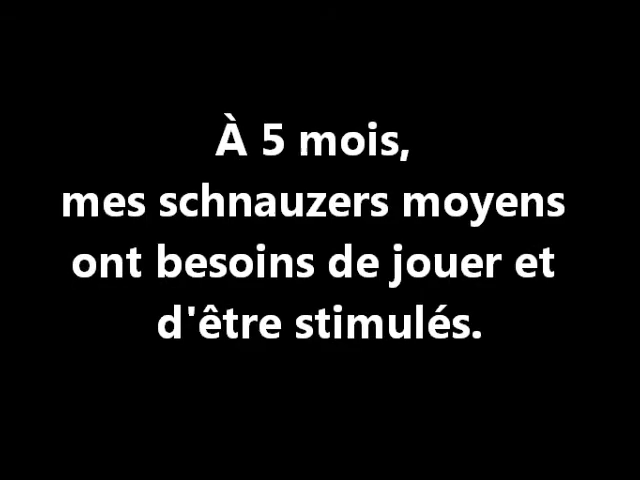 À 5 mois,
mes schnauzers moyens
ont besoins de jouer et
d'être stimulés.